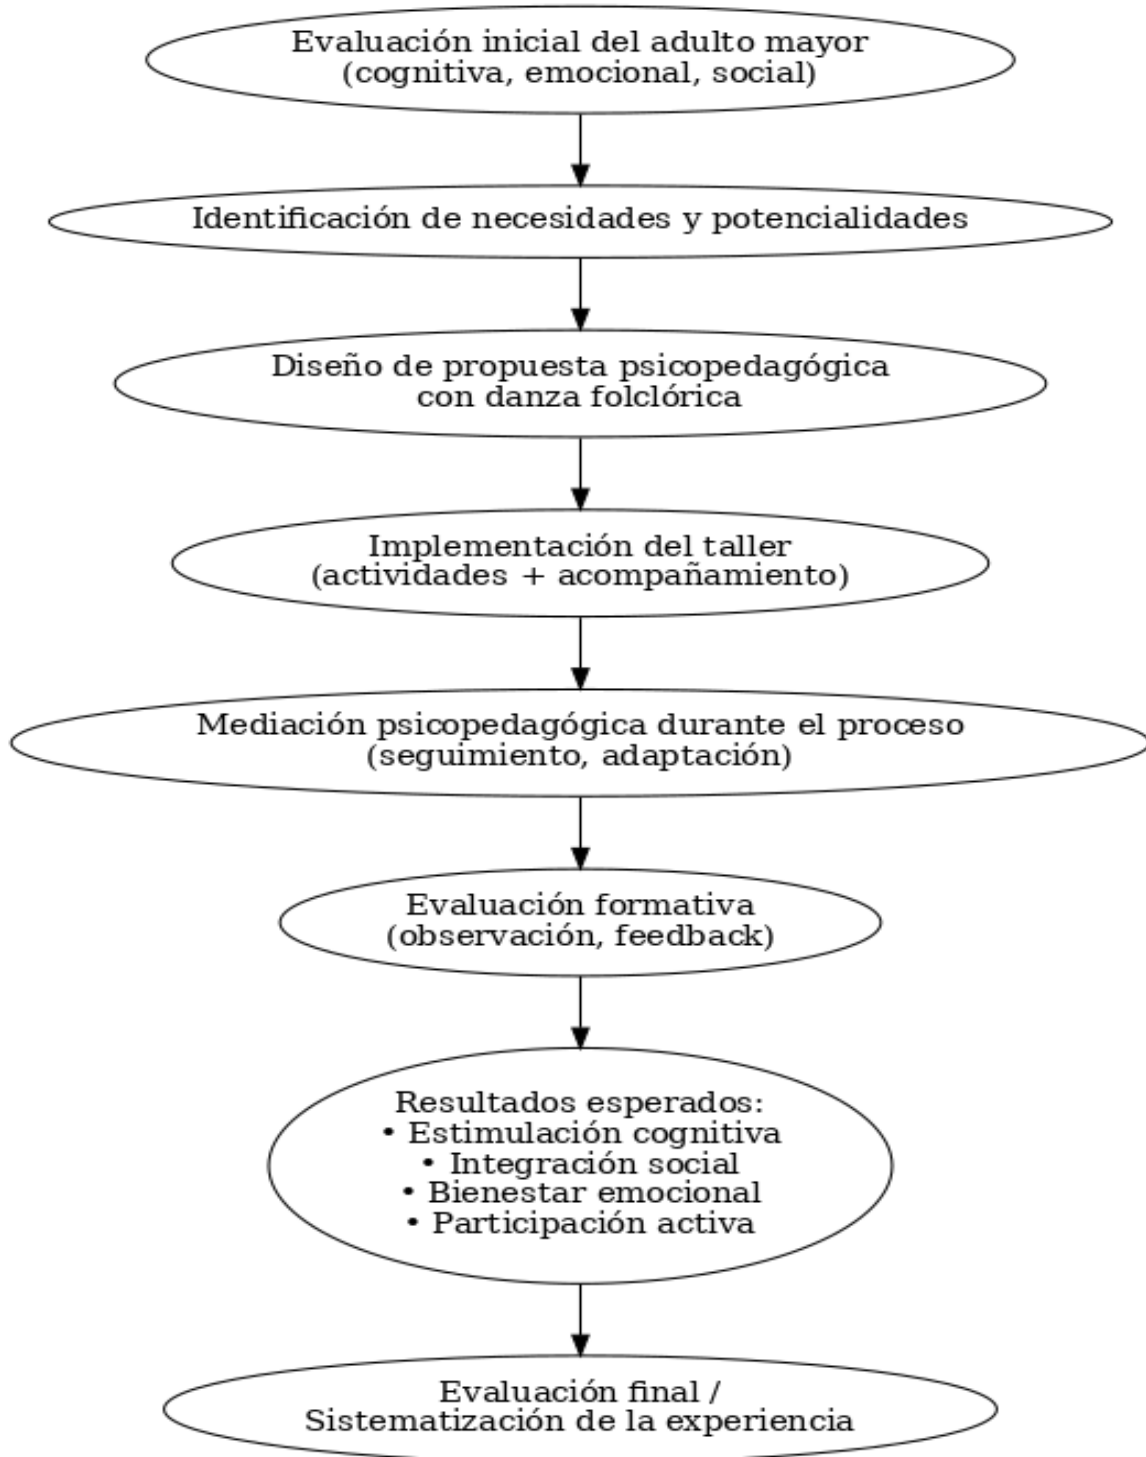 Evaluación inicial del adulto mayor
(cognitiva, emocional, social)
Identificación de necesidades y potencialidades
Diseño de propuesta psicopedagógica
con danza folclórica
Implementación del taller
(actividades + acompañamiento)
Mediación psicopedagógica durante el proceso
(seguimiento, adaptación)
Evaluación formativa
(observación, feedback)
Resultados esperados:
• Estimulación cognitiva
• Integración social
• Bienestar emocional
• Participación activa
Evaluación final /
Sistematización de la experiencia